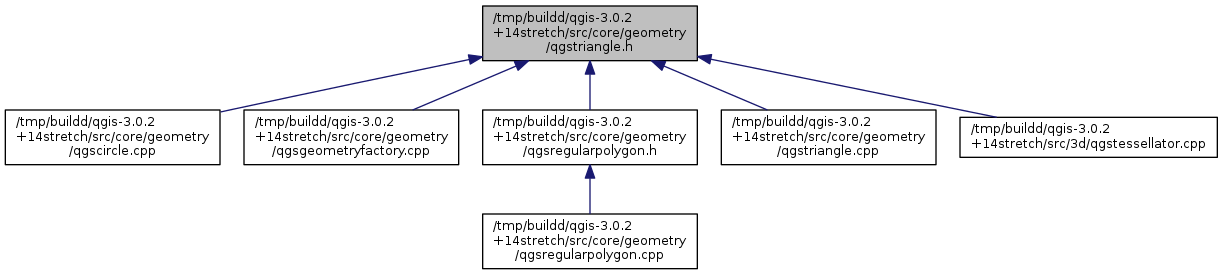 /tmp/buildd/qgis-3.0.2
+14stretch/src/core/geometry
/qgstriangle.h
/tmp/buildd/qgis-3.0.2
+14stretch/src/core/geometry
/qgscircle.cpp
/tmp/buildd/qgis-3.0.2
+14stretch/src/core/geometry
/qgsgeometryfactory.cpp
/tmp/buildd/qgis-3.0.2
+14stretch/src/core/geometry
/qgsregularpolygon.h
/tmp/buildd/qgis-3.0.2
+14stretch/src/core/geometry
/qgstriangle.cpp
/tmp/buildd/qgis-3.0.2
+14stretch/src/3d/qgstessellator.cpp
/tmp/buildd/qgis-3.0.2
+14stretch/src/core/geometry
/qgsregularpolygon.cpp